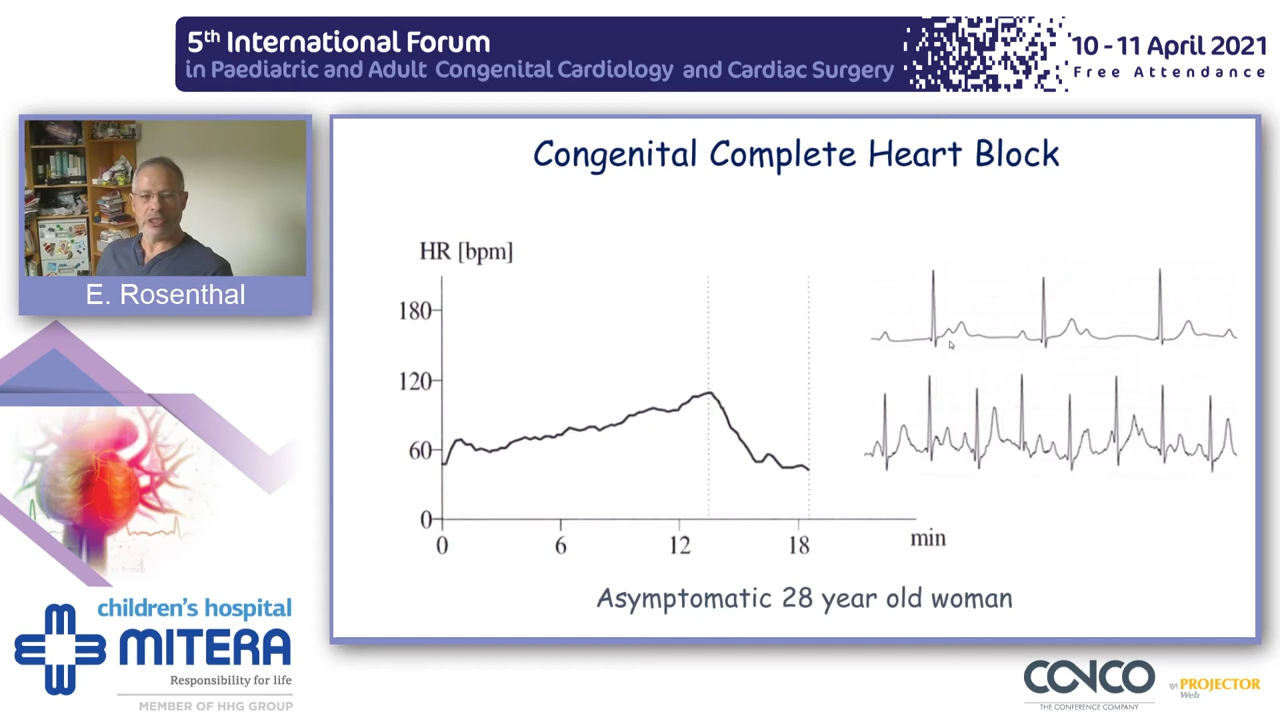 5th International Forum
in Paediatric and Adult Congenital Cardiology and Cardiac Surgery
10 - 11 April 2021
Free Attendance
E. Rosenthal
Congenital Complete Heart Block
HR [bpm]
180
120
60
0
0 6 12 18 min
Asymptomatic 28 year old woman
children's hospital
MITERA
Responsibility for life
MEMBER OF HHG GROUP
CONCO
THE CONFERENCE COMPANY
BY PROJECTOR
Web